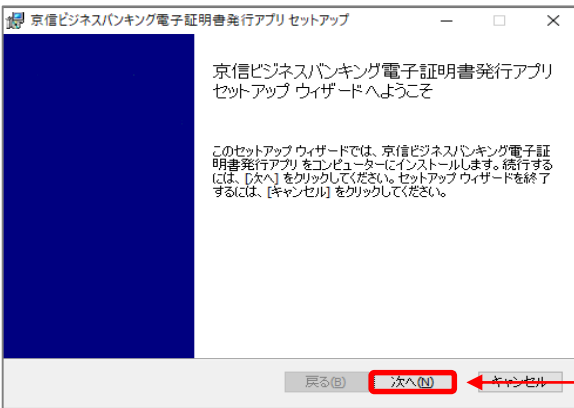 京信ビジネスバンキング電子証明書発行アプリ セットアップ
京信ビジネスバンキング電子証明書発行アプリ
セットアップ ウィザードへようこそ
このセットアップ ウィザードでは、京信ビジネスバンキング電子証
明書発行アプリ をコンピューターにインストールします。続行する
には、[次へ] をクリックしてください。セットアップ ウィザードを終了
するには、[キャンセル] をクリックしてください。
戻る(B) 次へ(N) キャンセル